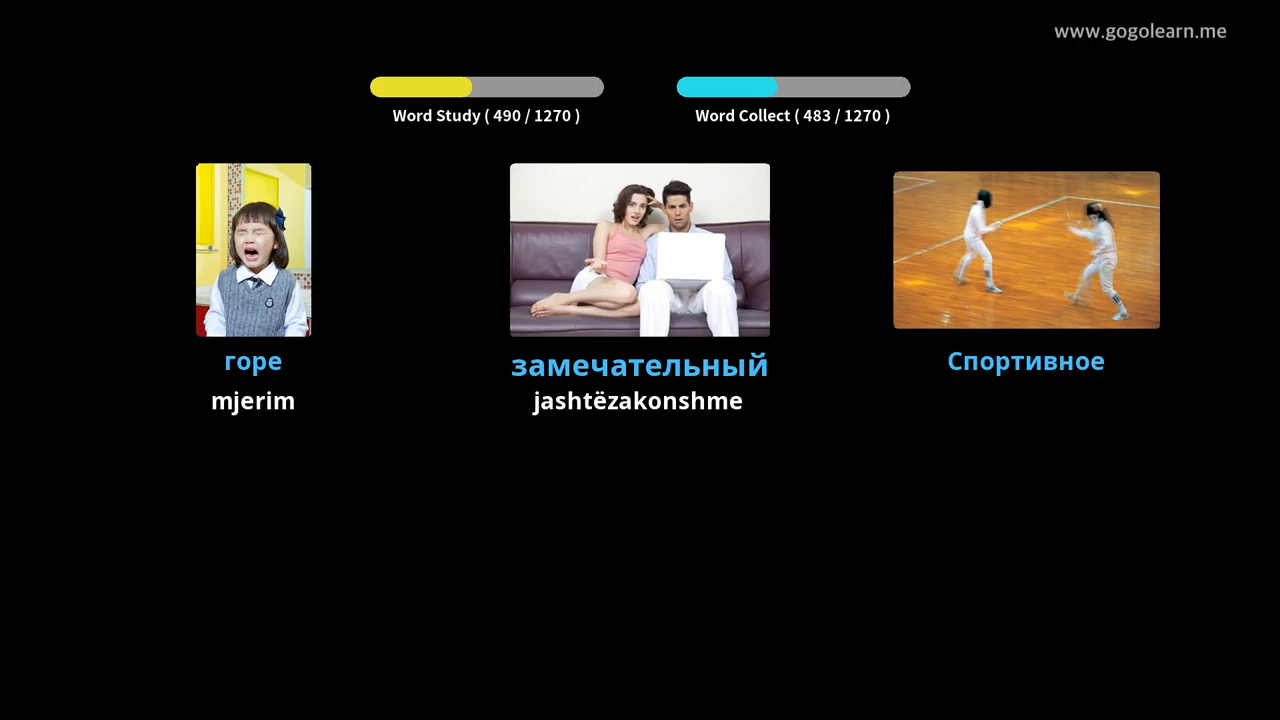 www.gogolearn.me
Word Study ( 490 / 1270 )
Word Collect ( 483 / 1270 )
горе
замечательный
Спортивное
mjerim
jashtëzakonshme